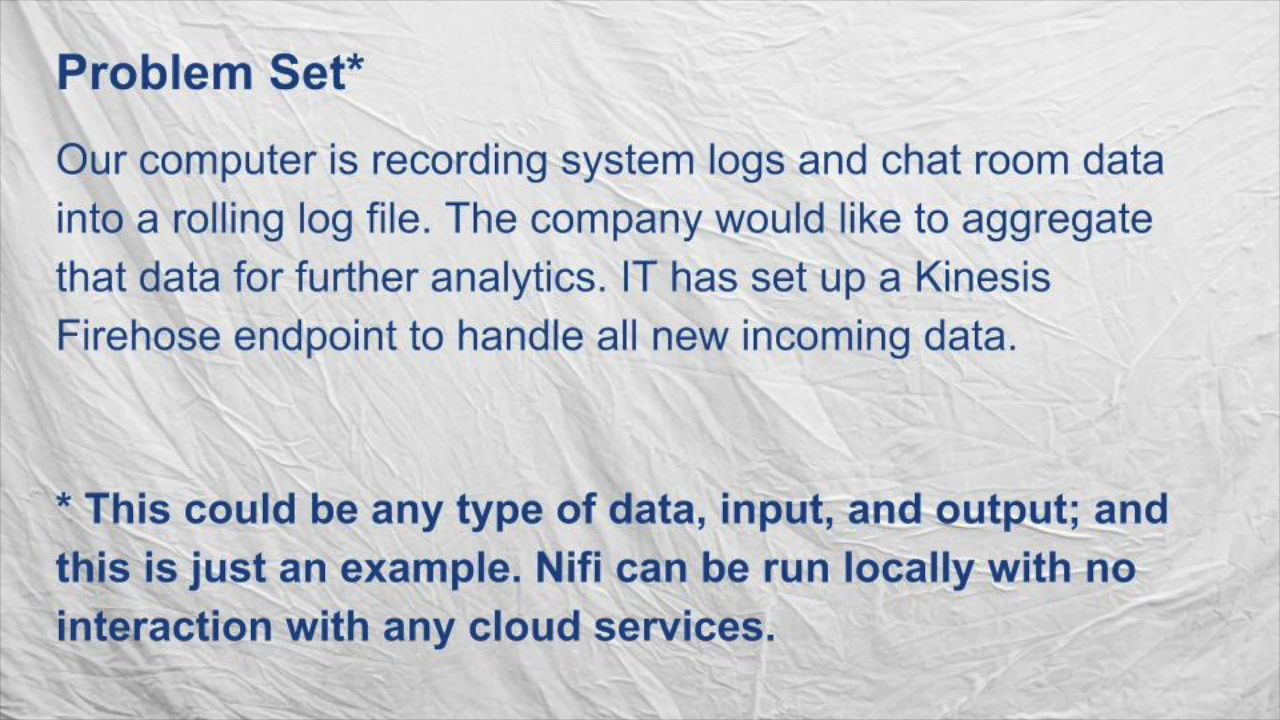 Problem Set*
Our computer is recording system logs and chat room data
into a rolling log file. The company would like to aggregate
that data for further analytics. IT has set up a Kinesis
Firehose endpoint to handle all new incoming data.
* This could be any type of data, input, and output; and
this is just an example. Nifi can be run locally with no
interaction with any cloud services.